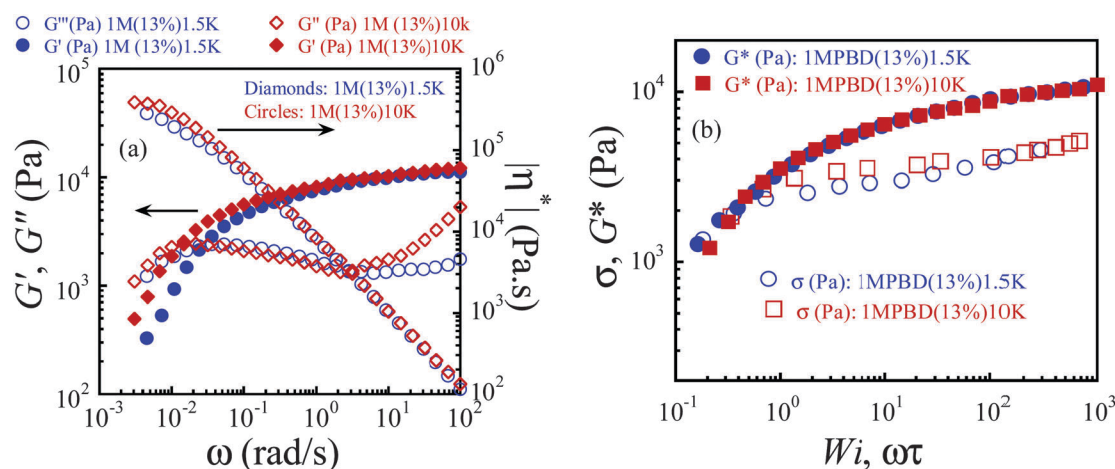 G'''(Pa) 1M(13%)1.5K
G'' (Pa) 1M(13%)10k
G' (Pa) 1M (13%)1.5K
G' (Pa) 1M(13%)10K
10^5
10^6
Diamonds: 1M(13%)1.5K
Circles: 1M(13%)10K
(a)
10^4
10^5
10^3
10^4
10^3
10^2
10^2
G', G'' (Pa)
|η*| (Pa.s)
10^-3
10^-2
10^-1
10^0
10^1
10^2
ω (rad/s)
G* (Pa): 1MPBD(13%)1.5K
G* (Pa): 1MPBD(13%)10K
10^4
(b)
10^3
σ, G* (Pa)
σ (Pa): 1MPBD(13%)1.5K
σ (Pa): 1MPBD(13%)10K
10^-1
10^0
10^1
10^2
10^3
Wi, ωτ